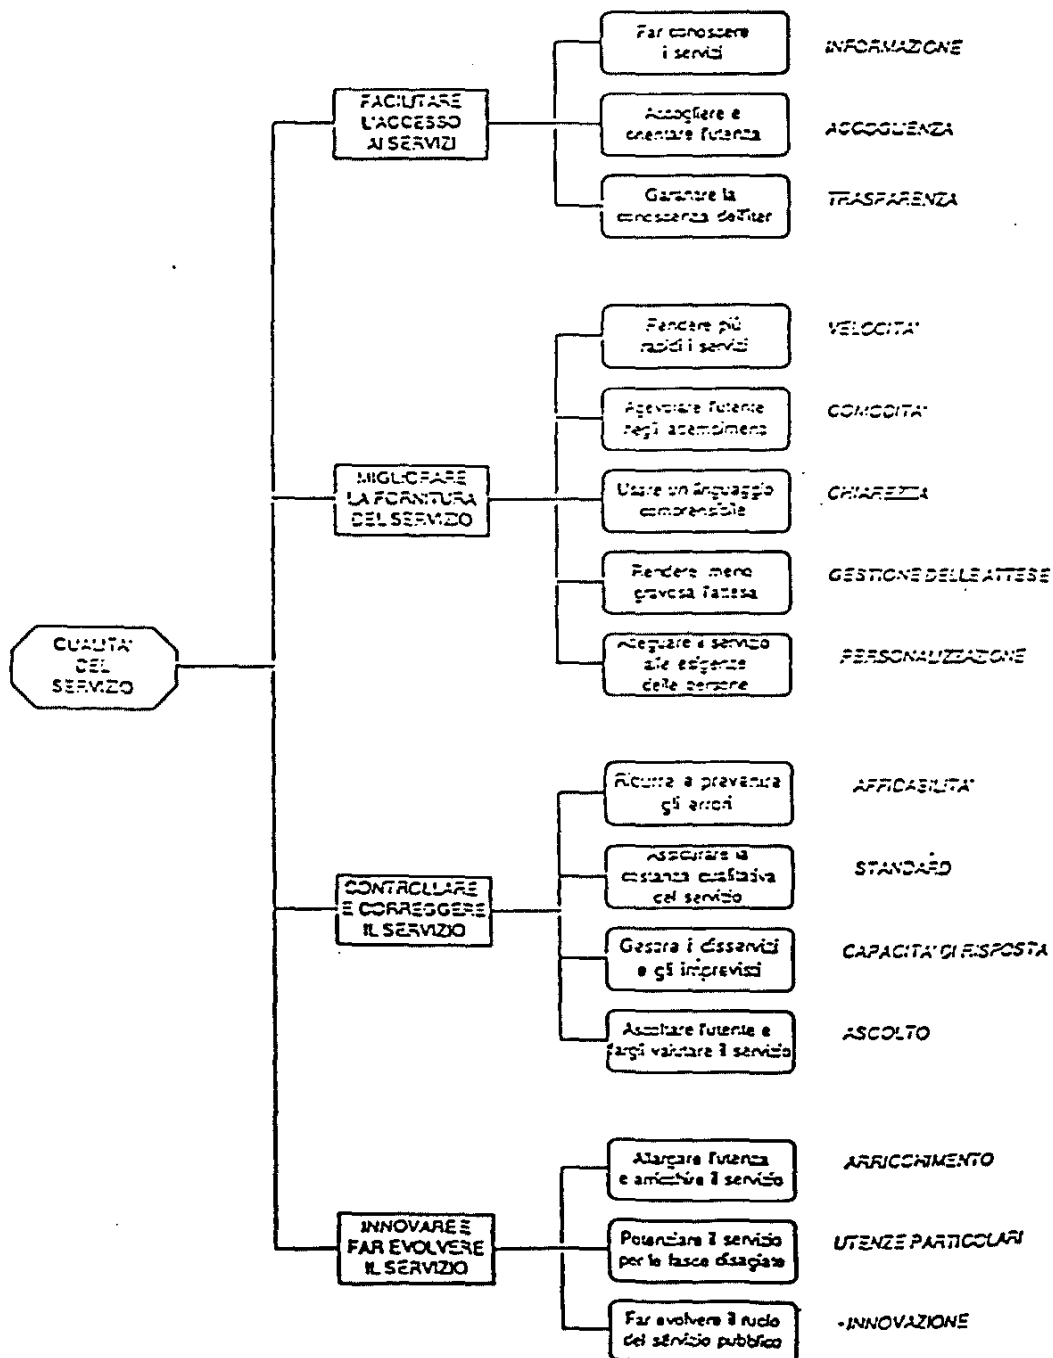 Far conoscere
i servizi
INFORMAZIONE
FACILITARE
L'ACCESSO
AI SERVIZI
Accogliere e
orientare l'utenza
ACCOGLIENZA
Garantire la
conoscenza dell'iter
TRASPARENZA
Rendere più
rapidi i servizi
VELOCITA'
Agevolare l'utente
negli adempimenti
COMODITA'
MIGLIORARE
LA FORNITURA
DEL SERVIZIO
Usare un linguaggio
comprensibile
CHIAREZZA
Rendere meno
gravosa l'attesa
GESTIONE DELLE ATTESE
QUALITA'
DEL
SERVIZIO
Adeguare il servizio
alle esigenze
delle persone
PERSONALIZZAZIONE
Ridurre e prevenire
gli errori
AFFIDABILITA'
Assicurare la
costanza qualitativa
del servizio
STANDARD
CONTROLLARE
E CORREGGERE
IL SERVIZIO
Gestire i disservizi
e gli imprevisti
CAPACITA' DI RISPOSTA
Ascoltare l'utente e
fargli valutare il servizio
ASCOLTO
Allargare l'utenza
e arricchire il servizio
ARRICCHIMENTO
INNOVARE E
FAR EVOLVERE
IL SERVIZIO
Potenziare il servizio
per le fasce disagiate
UTENZE PARTICOLARI
Far evolvere il ruolo
del servizio pubblico
-INNOVAZIONE